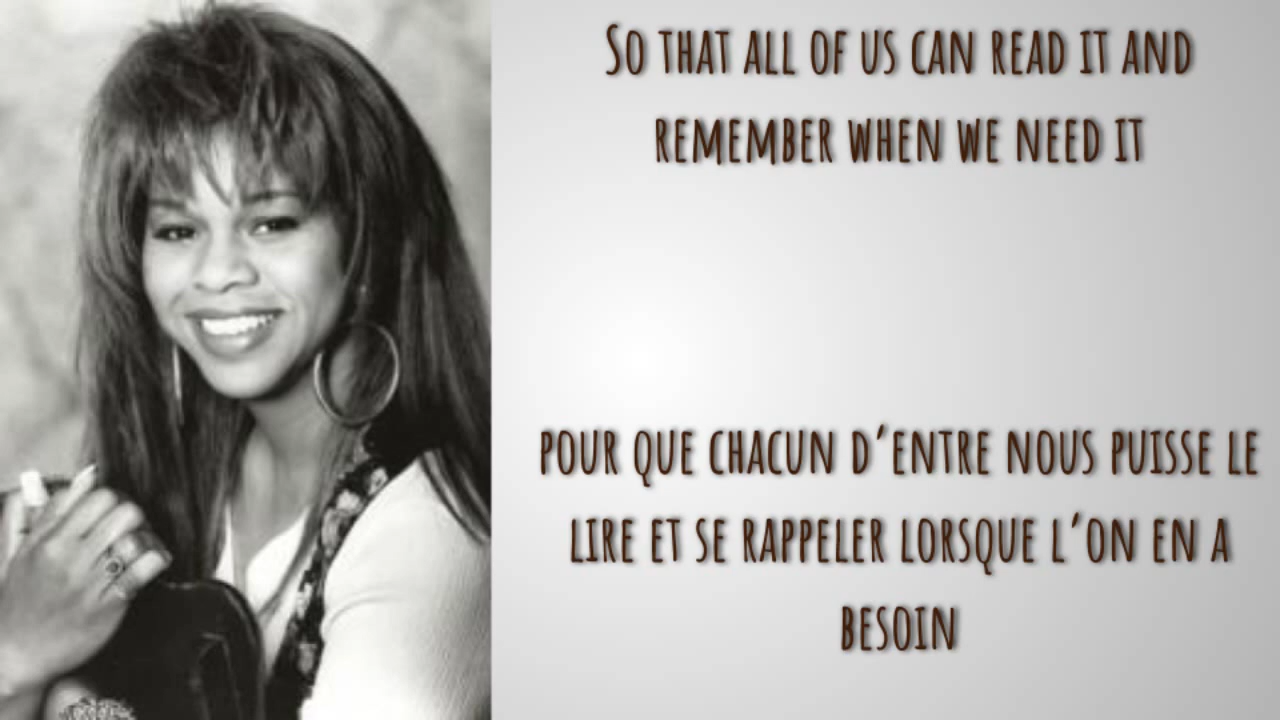 So that all of us can read it and
remember when we need it
pour que chacun d’entre nous puisse le
lire et se rappeler lorsque l’on en a
besoin